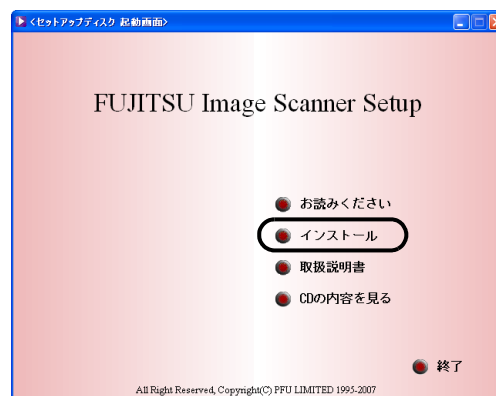 <セットアップディスク 起動画面>
FUJITSU Image Scanner Setup
お読みください
インストール
取扱説明書
CDの内容を見る
終了
All Right Reserved, Copyright(C) PFU LIMITED 1995-2007